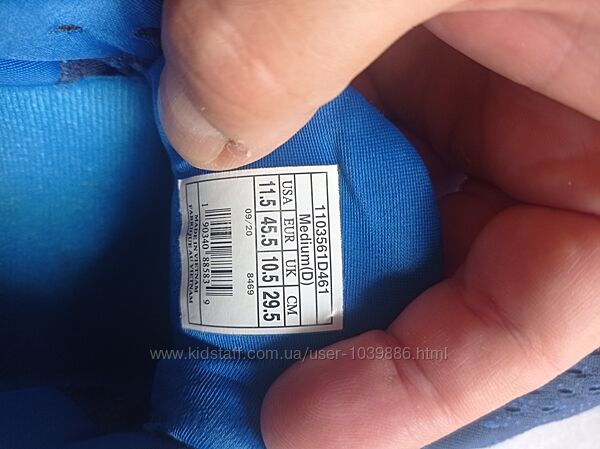 1103561D461
Medium(D)
USA EUR UK CM
11.5 45.5 10.5 29.5
09/20 8469
1 90340 88583 9
MADE IN VIETNAM
FABRIQUE AU VIETNAM
www.kidstaff.com.ua/user-1039886.html